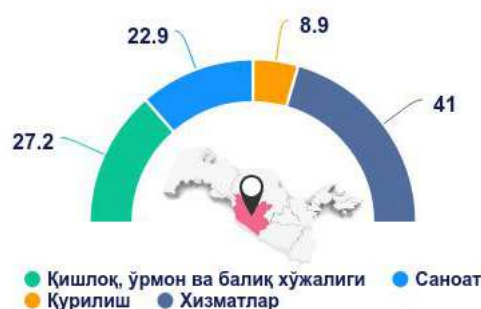 22.9
8.9
27.2
41
Қишлоқ, ўрмон ва балиқ хўжалиги Саноат
Қурилиш Хизматлар